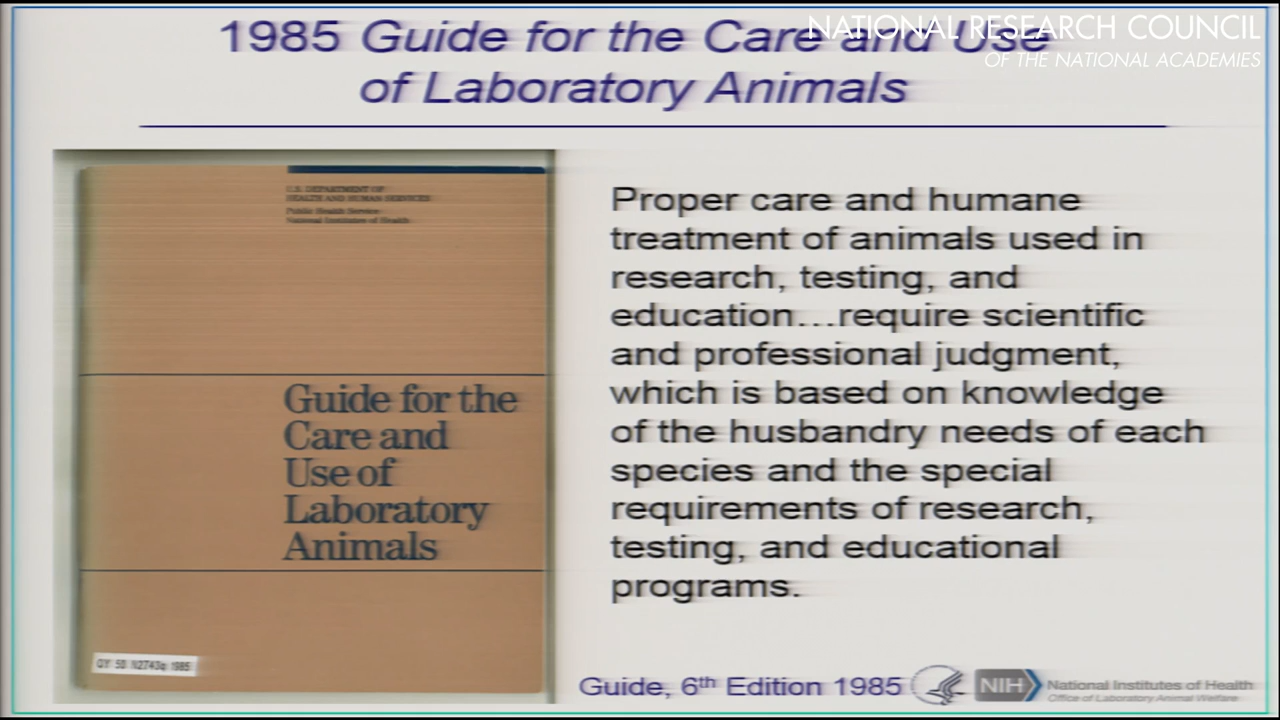 NATIONAL RESEARCH COUNCIL
OF THE NATIONAL ACADEMIES
1985 Guide for the Care and Use
of Laboratory Animals
U.S. DEPARTMENT OF
HEALTH AND HUMAN SERVICES
Public Health Service
National Institutes of Health
Guide for the
Care and
Use of
Laboratory
Animals
QY 50 N2743g 1985
Proper care and humane
treatment of animals used in
research, testing, and
education...require scientific
and professional judgment,
which is based on knowledge
of the husbandry needs of each
species and the special
requirements of research,
testing, and educational
programs.
Guide, 6th Edition 1985
NIH
National Institutes of Health
Office of Laboratory Animal Welfare